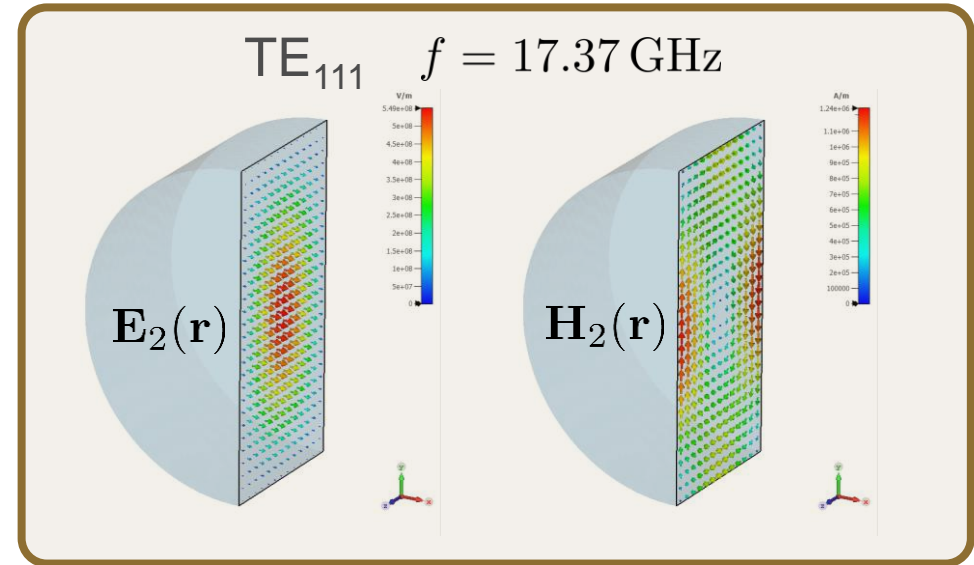 TE₁₁₁ f = 17.37 GHz
V/m
5.49e+08
5e+08
4.5e+08
4e+08
3.5e+08
3e+08
2.5e+08
2e+08
1.5e+08
1e+08
5e+07
0
E₂(r)
y
z
x
A/m
1.24e+06
1.1e+06
1e+06
9e+05
8e+05
7e+05
6e+05
5e+05
4e+05
3e+05
2e+05
100000
0
H₂(r)
y
z
x